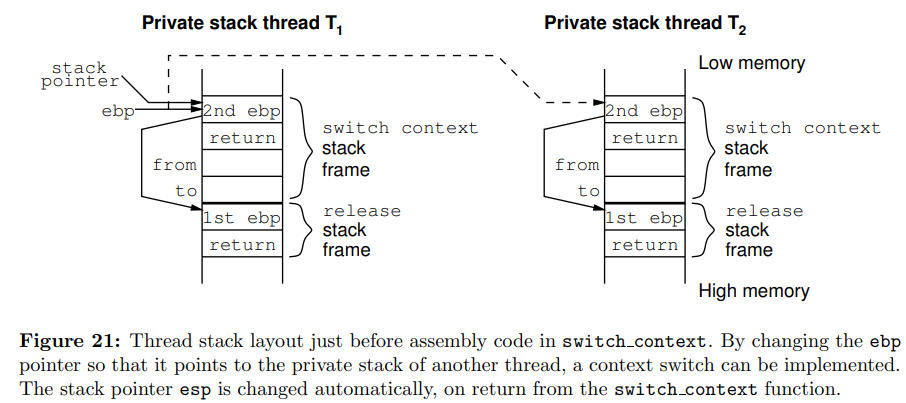 Private stack thread T1
Private stack thread T2
Low memory
stack
pointer
ebp
2nd ebp
return
from
to
1st ebp
return
switch context
stack
frame
release
stack
frame
2nd ebp
return
from
to
1st ebp
return
switch context
stack
frame
release
stack
frame
High memory
Figure 21: Thread stack layout just before assembly code in switch_context. By changing the ebp
pointer so that it points to the private stack of another thread, a context switch can be implemented.
The stack pointer esp is changed automatically, on return from the switch_context function.